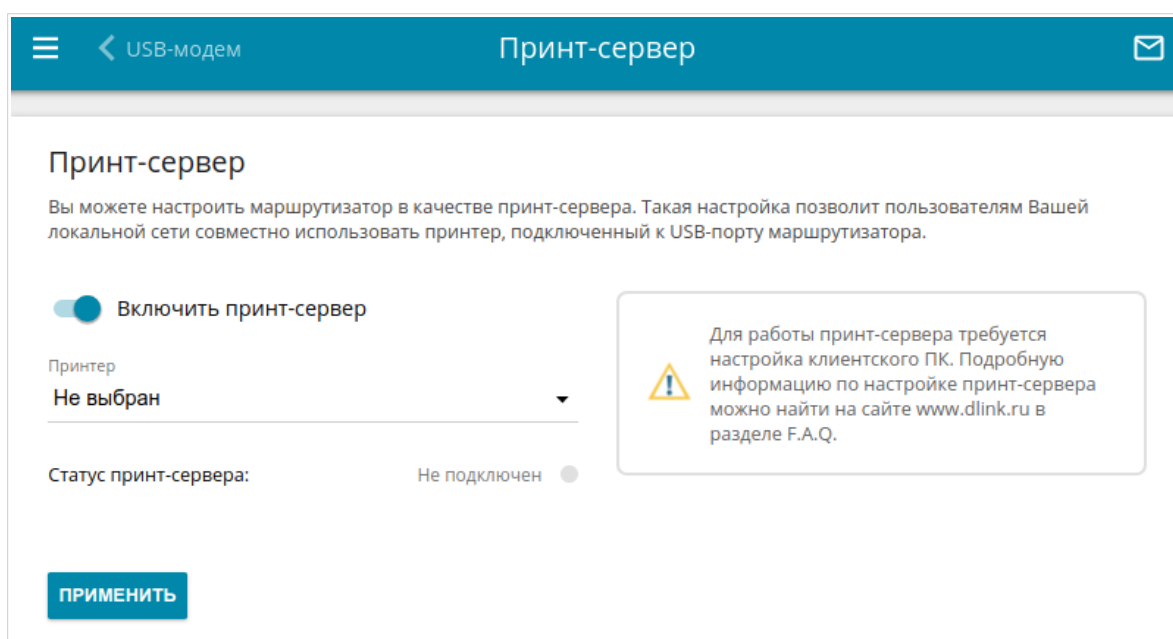 USB-модем
Принт-сервер
Принт-сервер
Вы можете настроить маршрутизатор в качестве принт-сервера. Такая настройка позволит пользователям Вашей
локальной сети совместно использовать принтер, подключенный к USB-порту маршрутизатора.
Включить принт-сервер
Принтер
Не выбран
Статус принт-сервера:
Не подключен
Для работы принт-сервера требуется
настройка клиентского ПК. Подробную
информацию по настройке принт-сервера
можно найти на сайте www.dlink.ru в
разделе F.A.Q.
ПРИМЕНИТЬ